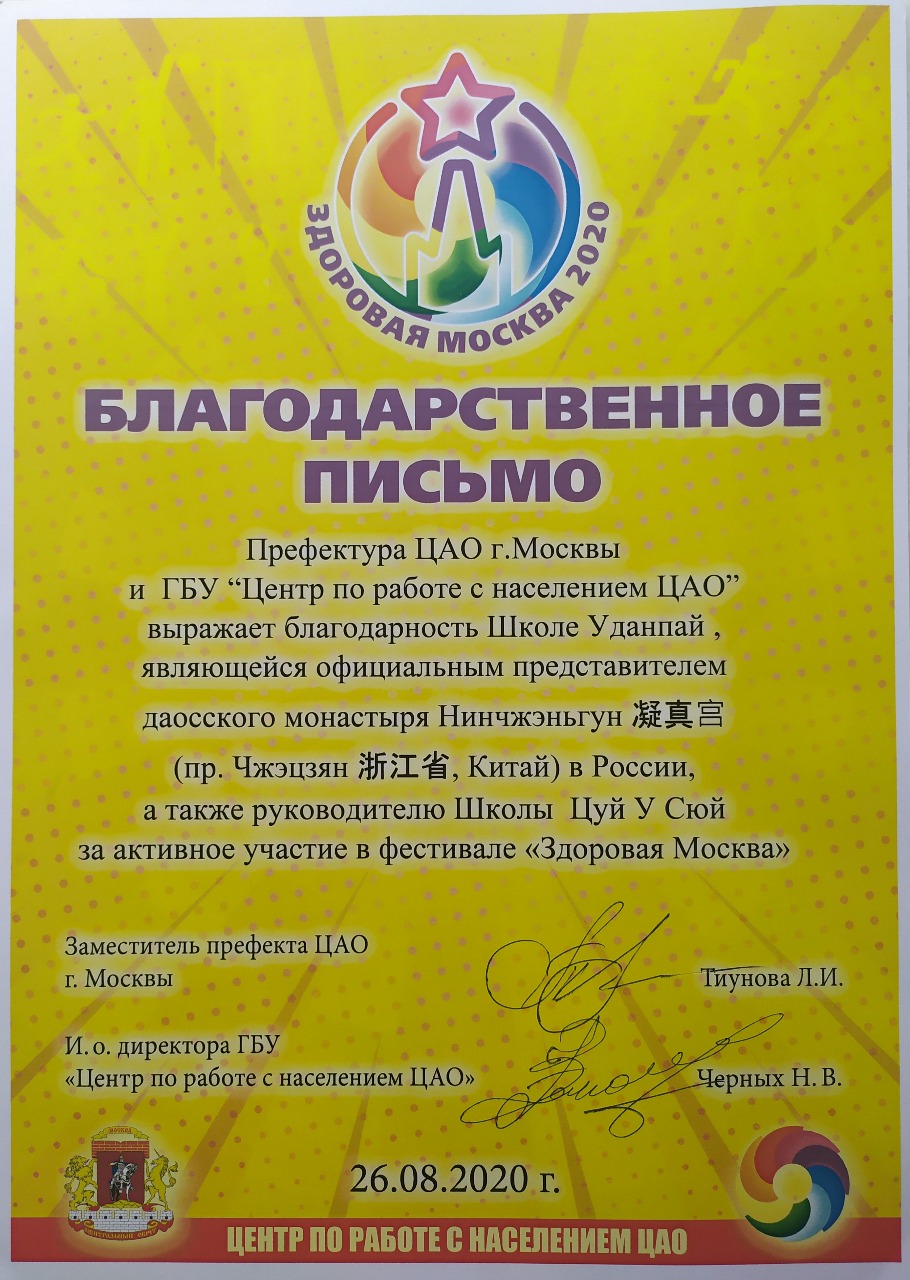 ЗДОРОВАЯ МОСКВА 2020
БЛАГОДАРСТВЕННОЕ
ПИСЬМО
Префектура ЦАО г.Москвы
и ГБУ “Центр по работе с населением ЦАО”
выражает благодарность Школе Уданпай ,
являющейся официальным представителем
даосского монастыря Нинчжэньгун 凝真宫
(пр. Чжэцзян 浙江省, Китай) в России,
а также руководителю Школы Цуй У Сюй
за активное участие в фестивале «Здоровая Москва»
Заместитель префекта ЦАО
г. Москвы
Тиунова Л.И.
И. о. директора ГБУ
«Центр по работе с населением ЦАО»
Черных Н. В.
26.08.2020 г.
МОСКВА
ЦЕНТРАЛЬНЫЙ ОКРУГ
ЦЕНТР ПО РАБОТЕ С НАСЕЛЕНИЕМ ЦАО